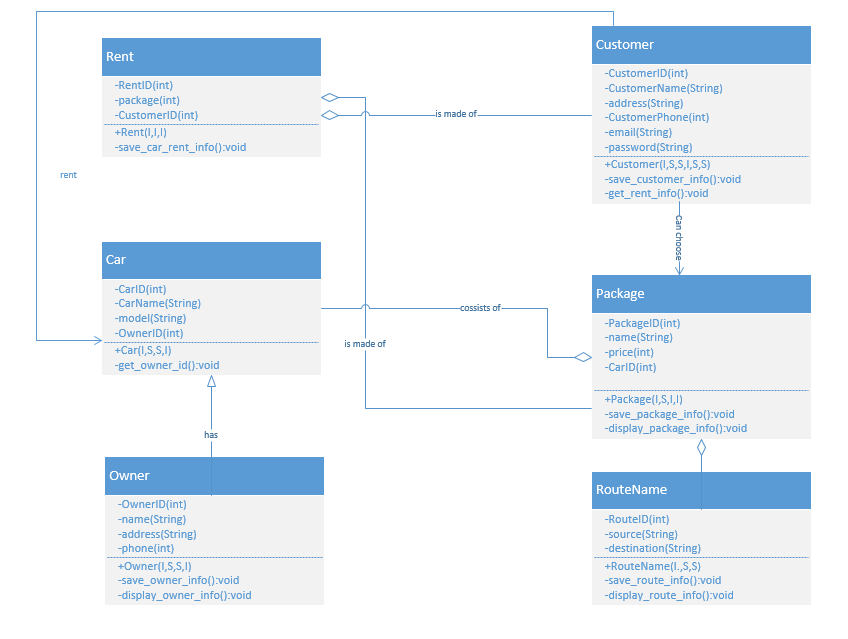 Rent
-RentID(int)
-package(int)
-CustomerID(int)
+Rent(I,I,I)
-save_car_rent_info():void
is made of
Customer
-CustomerID(int)
-CustomerName(String)
-address(String)
-CustomerPhone(int)
-email(String)
-password(String)
+Customer(I,S,S,I,S,S)
-save_customer_info():void
-get_rent_info():void
rent
Can choose
Car
-CarID(int)
-CarName(String)
-model(String)
-OwnerID(int)
+Car(I,S,S,I)
-get_owner_id():void
cossists of
is made of
Package
-PackageID(int)
-name(String)
-price(int)
-CarID(int)
+Package(I,S,I,I)
-save_package_info():void
-display_package_info():void
has
Owner
-OwnerID(int)
-name(String)
-address(String)
-phone(int)
+Owner(I,S,S,I)
-save_owner_info():void
-display_owner_info():void
RouteName
-RouteID(int)
-source(String)
-destination(String)
+RouteName(I.,S,S)
-save_route_info():void
-display_route_info():void